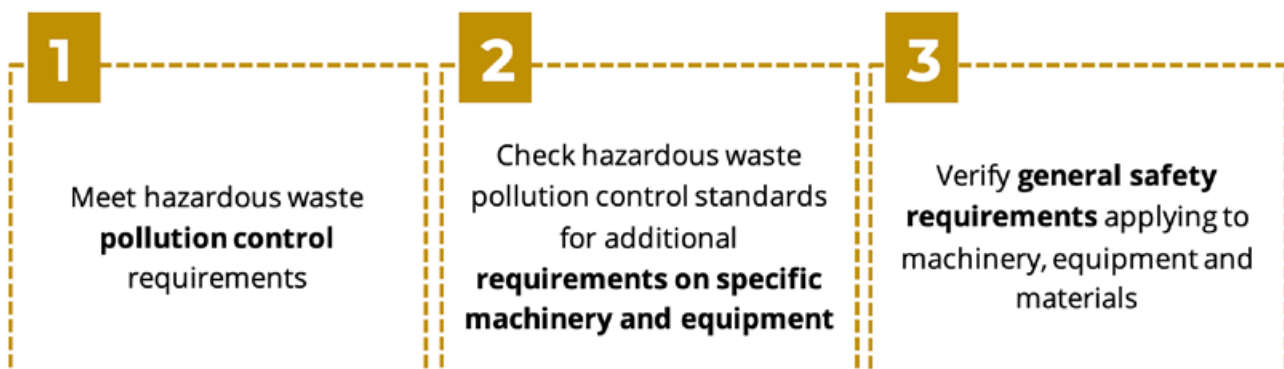 1
Meet hazardous waste
pollution control
requirements
2
Check hazardous waste
pollution control standards
for additional
requirements on specific
machinery and equipment
3
Verify general safety
requirements applying to
machinery, equipment and
materials